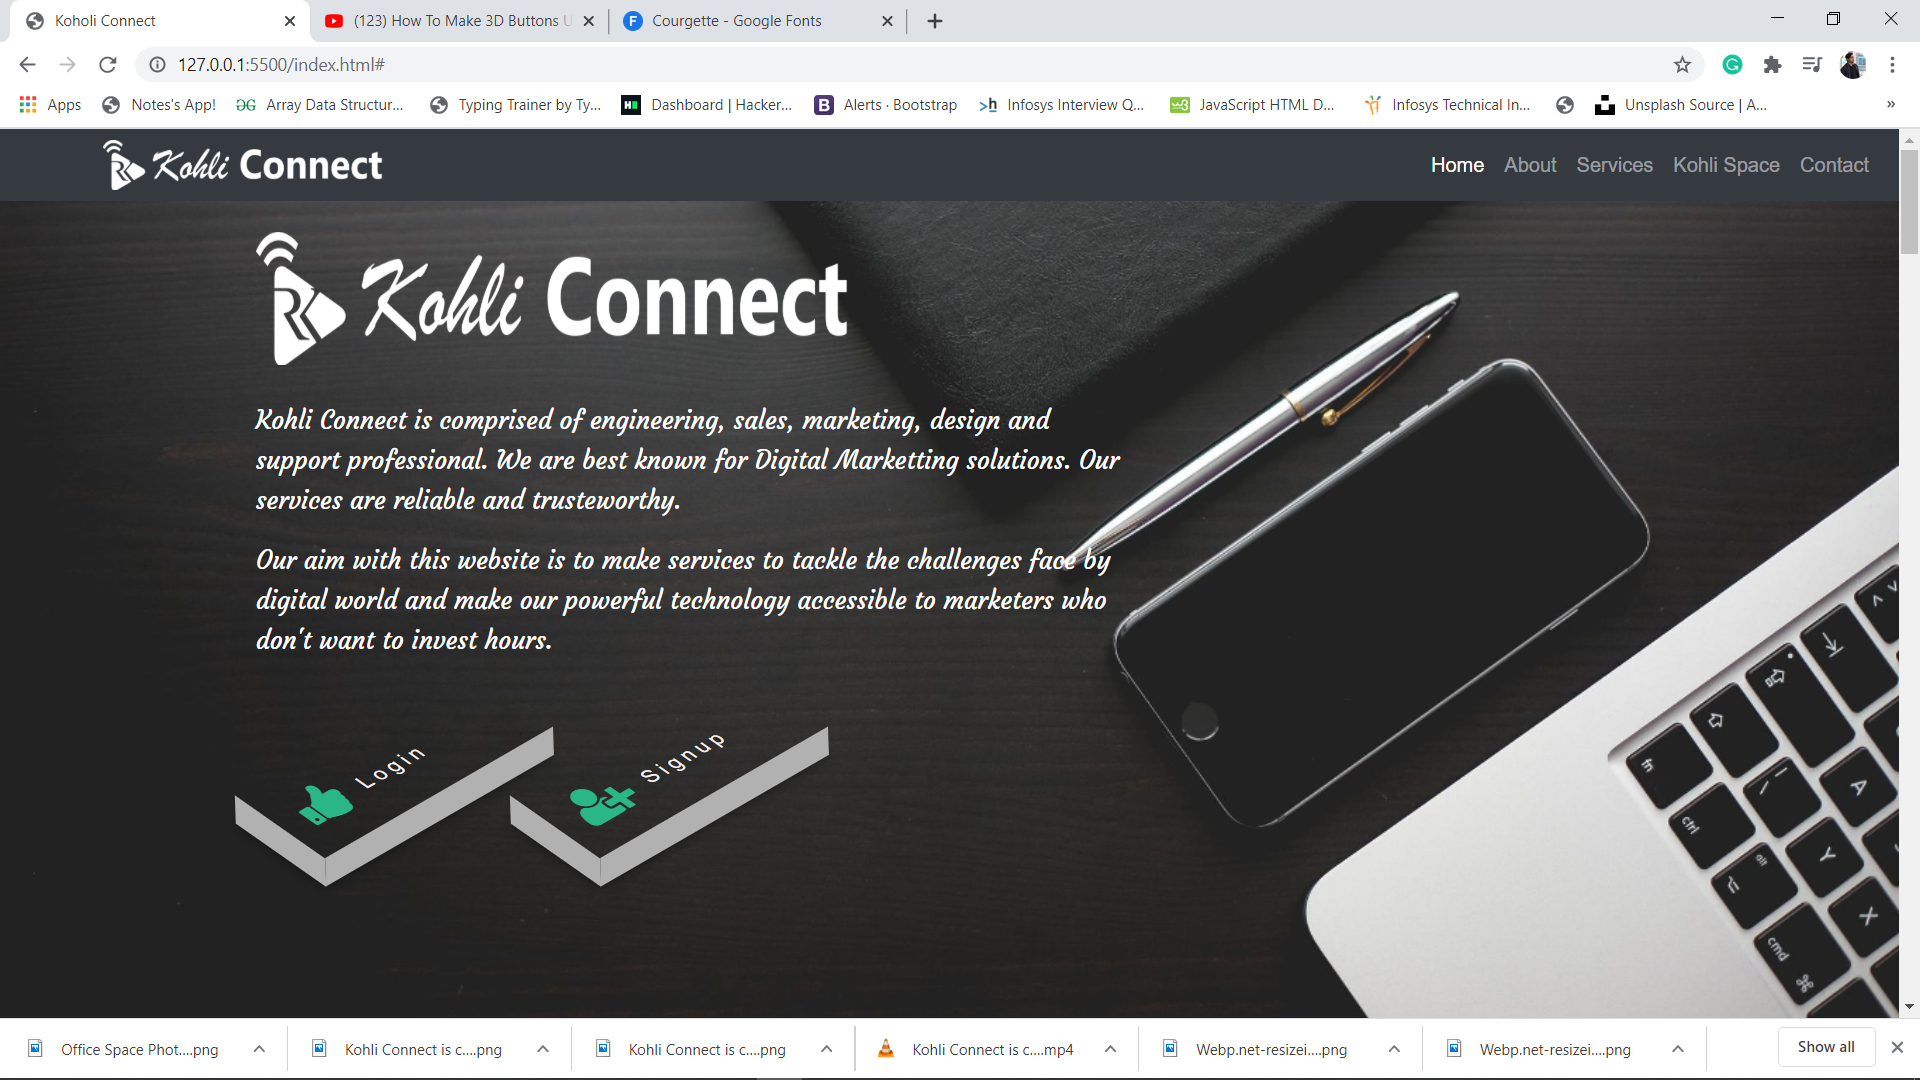 Koholi Connect
(123) How To Make 3D Buttons U
Courgette - Google Fonts
127.0.0.1:5500/index.html#
Apps
Notes's App!
Array Data Structur...
Typing Trainer by Ty...
Dashboard | Hacker...
Alerts · Bootstrap
Infosys Interview Q...
JavaScript HTML D...
Infosys Technical In...
Unsplash Source | A...
»
Kohli Connect
Home
About
Services
Kohli Space
Contact
Kohli Connect
Kohli Connect is comprised of engineering, sales, marketing, design and
support professional. We are best known for Digital Marketting solutions. Our
services are reliable and trusteworthy.
Our aim with this website is to make services to tackle the challenges face by
digital world and make our powerful technology accessible to marketers who
don't want to invest hours.
Login
Signup
fn
ctrl
alt
cmd
A
Y
X
Office Space Phot....png
Kohli Connect is c....png
Kohli Connect is c....png
Kohli Connect is c....mp4
Webp.net-resizei....png
Webp.net-resizei....png
Show all